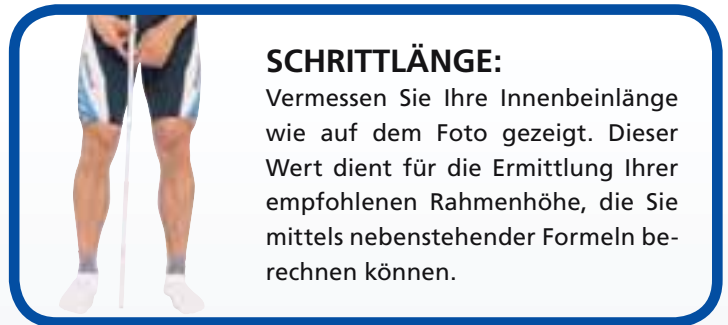 SCHRITTLÄNGE:
Vermessen Sie Ihre Innenbeinlänge
wie auf dem Foto gezeigt. Dieser
Wert dient für die Ermittlung Ihrer
empfohlenen Rahmenhöhe, die Sie
mittels nebenstehender Formeln be-
rechnen können.